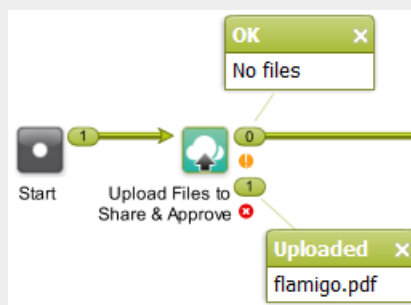 OK
No files
1
0
Start
Upload Files to
Share & Approve
1
Uploaded
flamigo.pdf